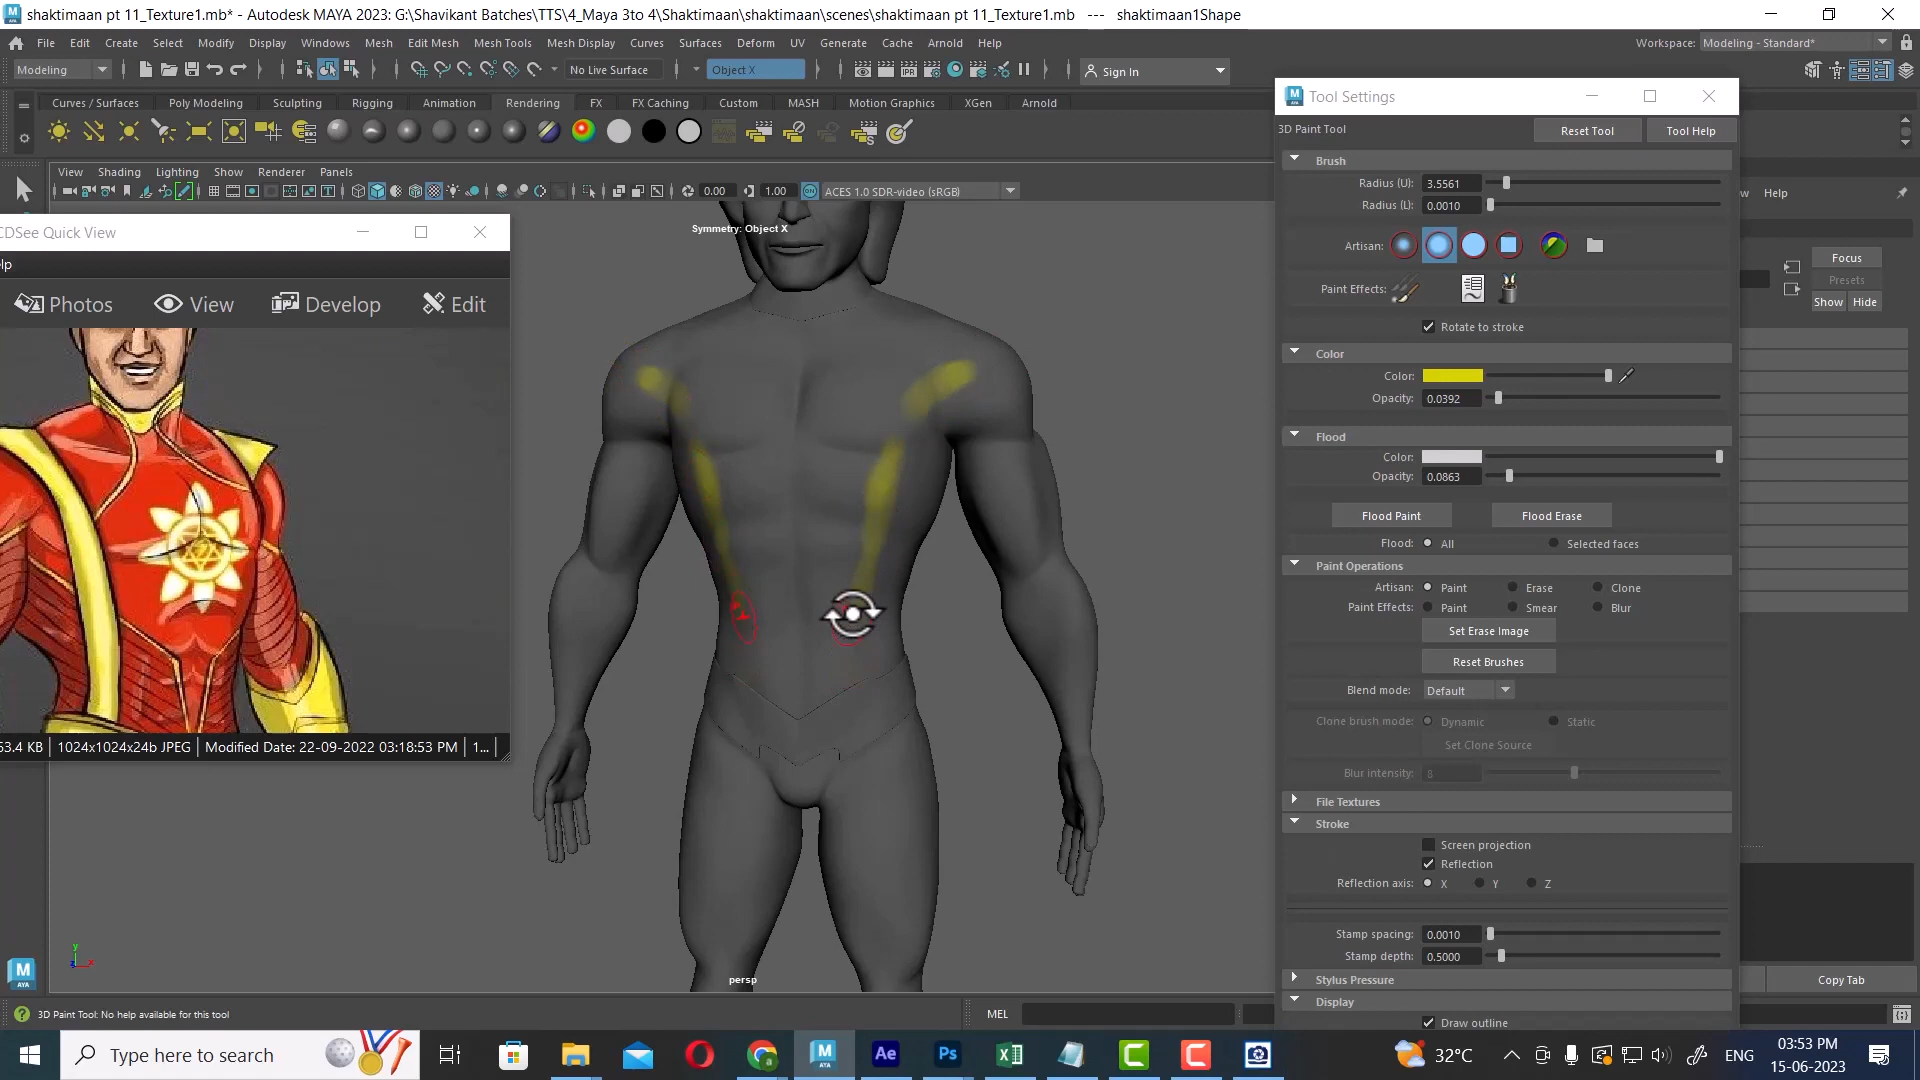 shaktimaan pt 11_Texture1.mb* - Autodesk MAYA 2023: G:\Shavikant Batches\TTS\4_Maya 3to 4\Shaktimaan\shaktimaan\scenes\shaktimaan pt 11_Texture1.mb --- shaktimaan1Shape
File Edit Create Select Modify Display Windows Mesh Edit Mesh Mesh Tools Mesh Display Curves Surfaces Deform UV Generate Cache Arnold Help
Workspace: Modeling - Standard*
Modeling
No Live Surface
Object X
Sign In
Curves / Surfaces Poly Modeling Sculpting Rigging Animation Rendering FX FX Caching Custom MASH Motion Graphics XGen Arnold
View Shading Lighting Show Renderer Panels
0.00 1.00 ACES 1.0 SDR-video (sRGB)
Symmetry: Object X
CDSee Quick View
elp
Photos View Develop Edit
53.4 KB 1024x1024x24b JPEG Modified Date: 22-09-2022 03:18:53 PM 1...
persp
Tool Settings
3D Paint Tool
Reset Tool Tool Help
Brush
Radius (U): 3.5561
Radius (L): 0.0010
Artisan:
Paint Effects:
Rotate to stroke
Color
Color:
Opacity: 0.0392
Flood
Color:
Opacity: 0.0863
Flood Paint Flood Erase
Flood: All Selected faces
Paint Operations
Artisan: Paint Erase Clone
Paint Effects: Paint Smear Blur
Set Erase Image
Reset Brushes
Blend mode: Default
Clone brush mode: Dynamic Static
Set Clone Source
Blur intensity: 8
File Textures
Stroke
Screen projection
Reflection
Reflection axis: X Y Z
Stamp spacing: 0.0010
Stamp depth: 0.5000
Stylus Pressure
Display
Draw outline
w Help
Focus
Presets
Show Hide
Copy Tab
3D Paint Tool: No help available for this tool
MEL
Type here to search
32°C
ENG
03:53 PM
15-06-2023